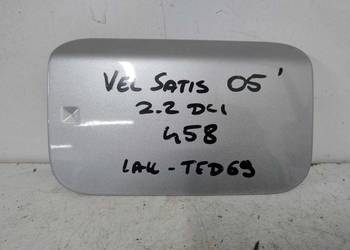 VEL SATIS 05'
2.2 DCI
458
LAK - TED69